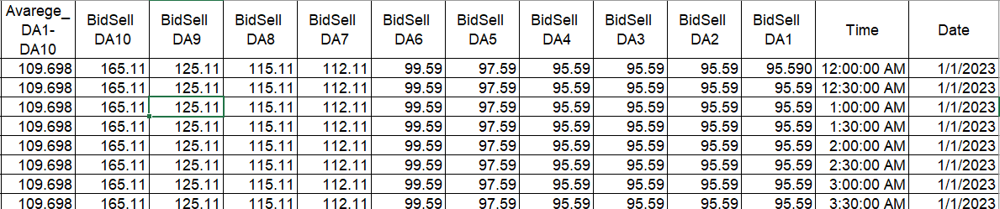 Avarege_DA1-DA10 BidSell DA10 BidSell DA9 BidSell DA8 BidSell DA7 BidSell DA6 BidSell DA5 BidSell DA4 BidSell DA3 BidSell DA2 BidSell DA1 Time Date
109.698 165.11 125.11 115.11 112.11 99.59 97.59 95.59 95.59 95.59 95.590 12:00:00 AM 1/1/2023
109.698 165.11 125.11 115.11 112.11 99.59 97.59 95.59 95.59 95.59 95.59 12:30:00 AM 1/1/2023
109.698 165.11 125.11 115.11 112.11 99.59 97.59 95.59 95.59 95.59 95.59 1:00:00 AM 1/1/2023
109.698 165.11 125.11 115.11 112.11 99.59 97.59 95.59 95.59 95.59 95.59 1:30:00 AM 1/1/2023
109.698 165.11 125.11 115.11 112.11 99.59 97.59 95.59 95.59 95.59 95.59 2:00:00 AM 1/1/2023
109.698 165.11 125.11 115.11 112.11 99.59 97.59 95.59 95.59 95.59 95.59 2:30:00 AM 1/1/2023
109.698 165.11 125.11 115.11 112.11 99.59 97.59 95.59 95.59 95.59 95.59 3:00:00 AM 1/1/2023
109.698 165.11 125.11 115.11 112.11 99.59 97.59 95.59 95.59 95.59 95.59 3:30:00 AM 1/1/2023